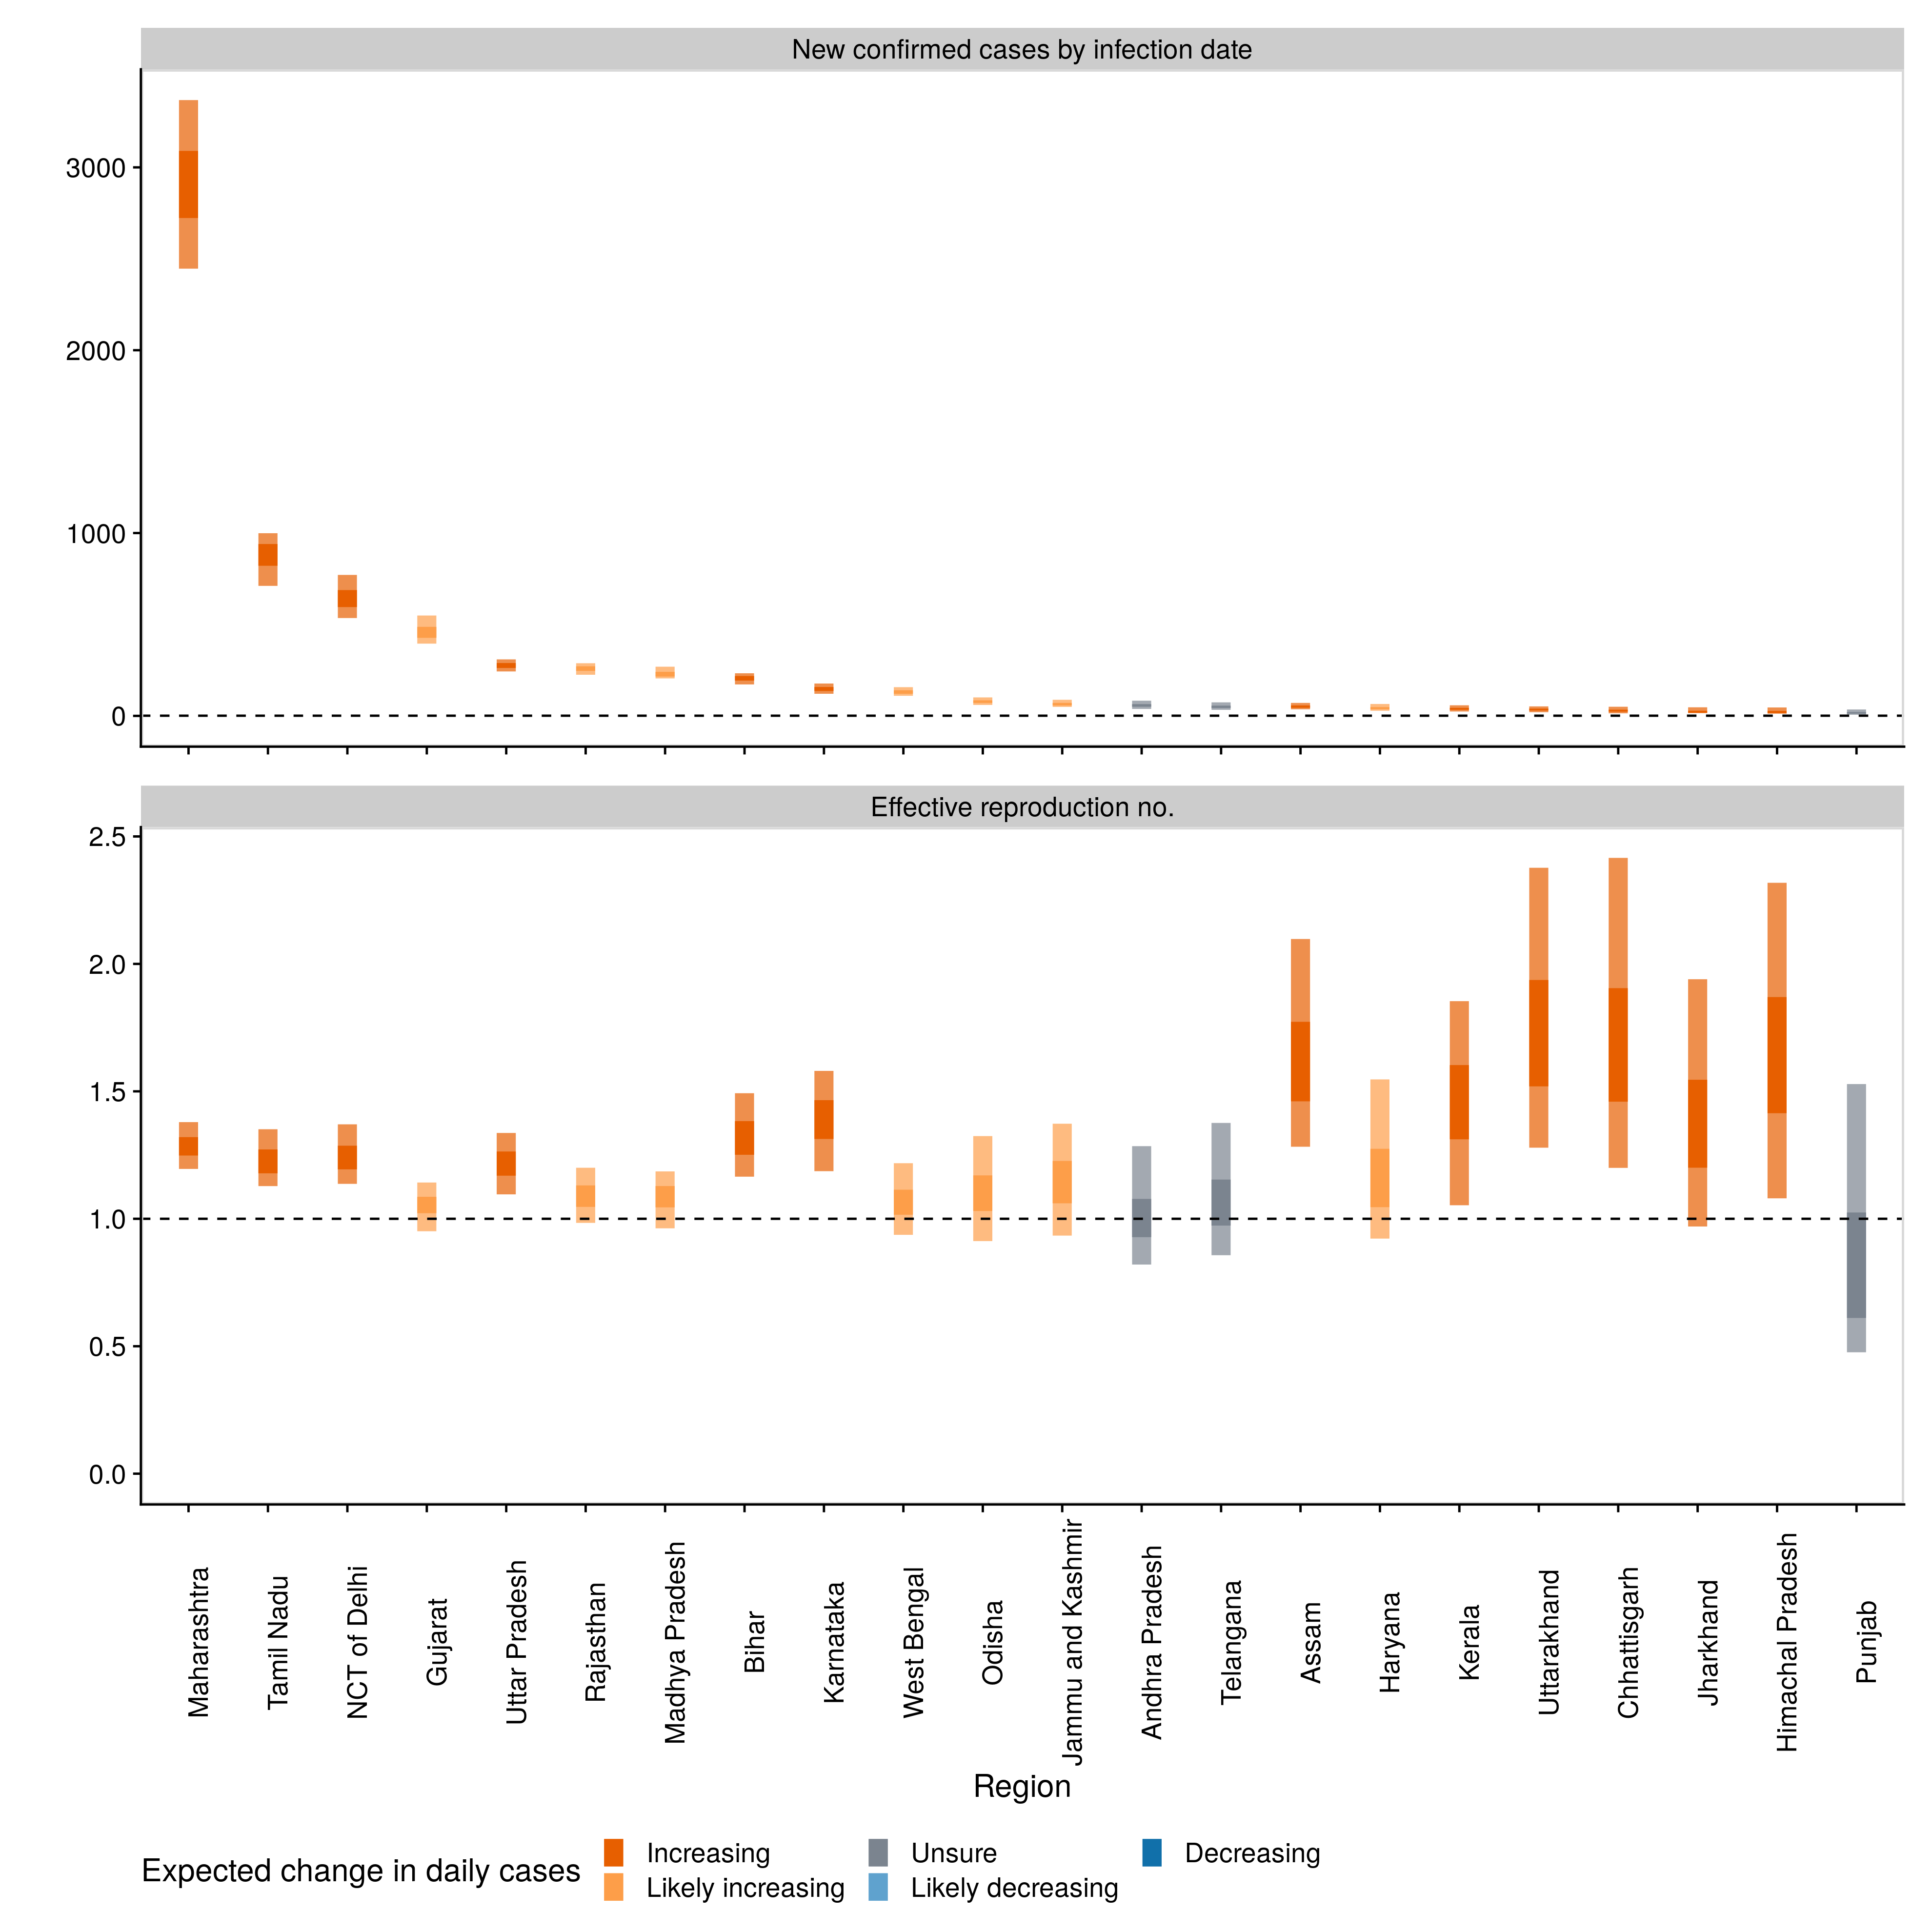 New confirmed cases by infection date
3000
2000
1000
0
Effective reproduction no.
2.5
2.0
1.5
1.0
0.5
0.0
Maharashtra
Tamil Nadu
NCT of Delhi
Gujarat
Uttar Pradesh
Rajasthan
Madhya Pradesh
Bihar
Karnataka
West Bengal
Odisha
Jammu and Kashmir
Andhra Pradesh
Telangana
Assam
Haryana
Kerala
Uttarakhand
Chhattisgarh
Jharkhand
Himachal Pradesh
Punjab
Region
Expected change in daily cases
Increasing
Likely increasing
Unsure
Likely decreasing
Decreasing